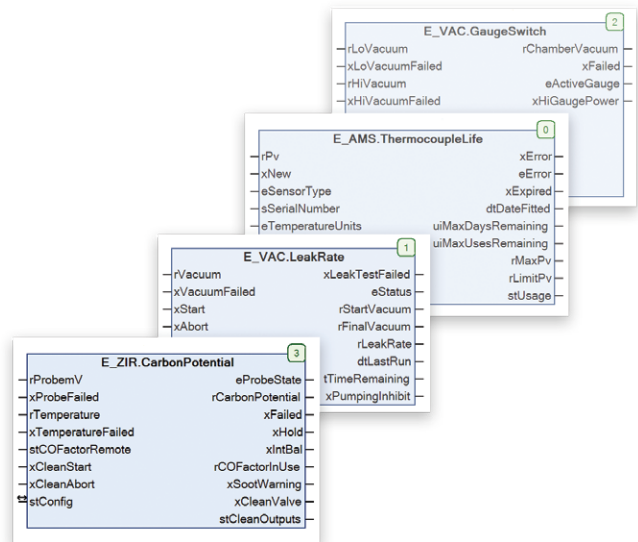 2
E_VAC.GaugeSwitch
rLoVacuum rChamberVacuum
xLoVacuumFailed xFailed
rHiVacuum eActiveGauge
xHiVacuumFailed xHiGaugePower
0
E_AMS.ThermocoupleLife
rPv xError
xNew eError
eSensorType xExpired
sSerialNumber dtDateFitted
eTemperatureUnits uiMaxDaysRemaining
uiMaxUsesRemaining
rMaxPv
rLimitPv
stUsage
1
E_VAC.LeakRate
rVacuum xLeakTestFailed
xVacuumFailed eStatus
xStart rStartVacuum
xAbort rFinalVacuum
rLeakRate
dtLastRun
tTimeRemaining
xPumpingInhibit
3
E_ZIR.CarbonPotential
rProbemV eProbeState
xProbeFailed rCarbonPotential
rTemperature xFailed
xTemperatureFailed xHold
stCOFactorRemote xIntBal
xCleanStart rCOFactorInUse
xCleanAbort xSootWarning
stConfig xCleanValve
stCleanOutputs